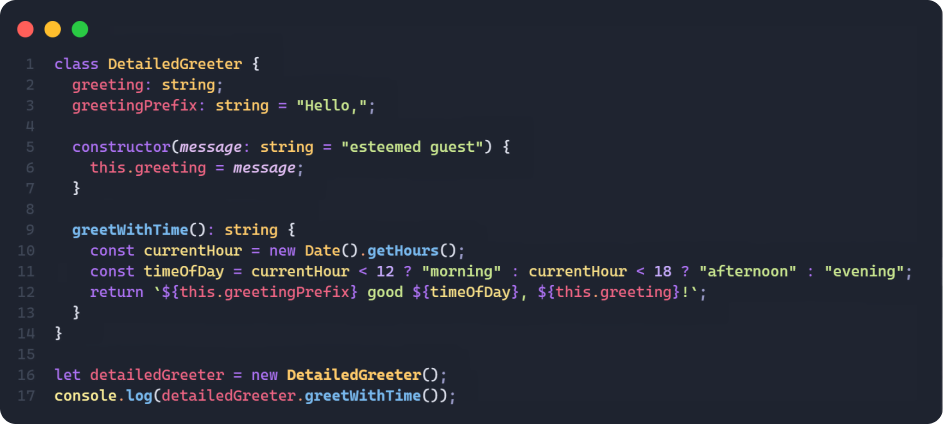 1 class DetailedGreeter {
2   greeting: string;
3   greetingPrefix: string = "Hello,";
4
5   constructor(message: string = "esteemed guest") {
6     this.greeting = message;
7   }
8
9   greetWithTime(): string {
10     const currentHour = new Date().getHours();
11     const timeOfDay = currentHour < 12 ? "morning" : currentHour < 18 ? "afternoon" : "evening";
12     return `${this.greetingPrefix} good ${timeOfDay}, ${this.greeting}!`;
13   }
14 }
15
16 let detailedGreeter = new DetailedGreeter();
17 console.log(detailedGreeter.greetWithTime());